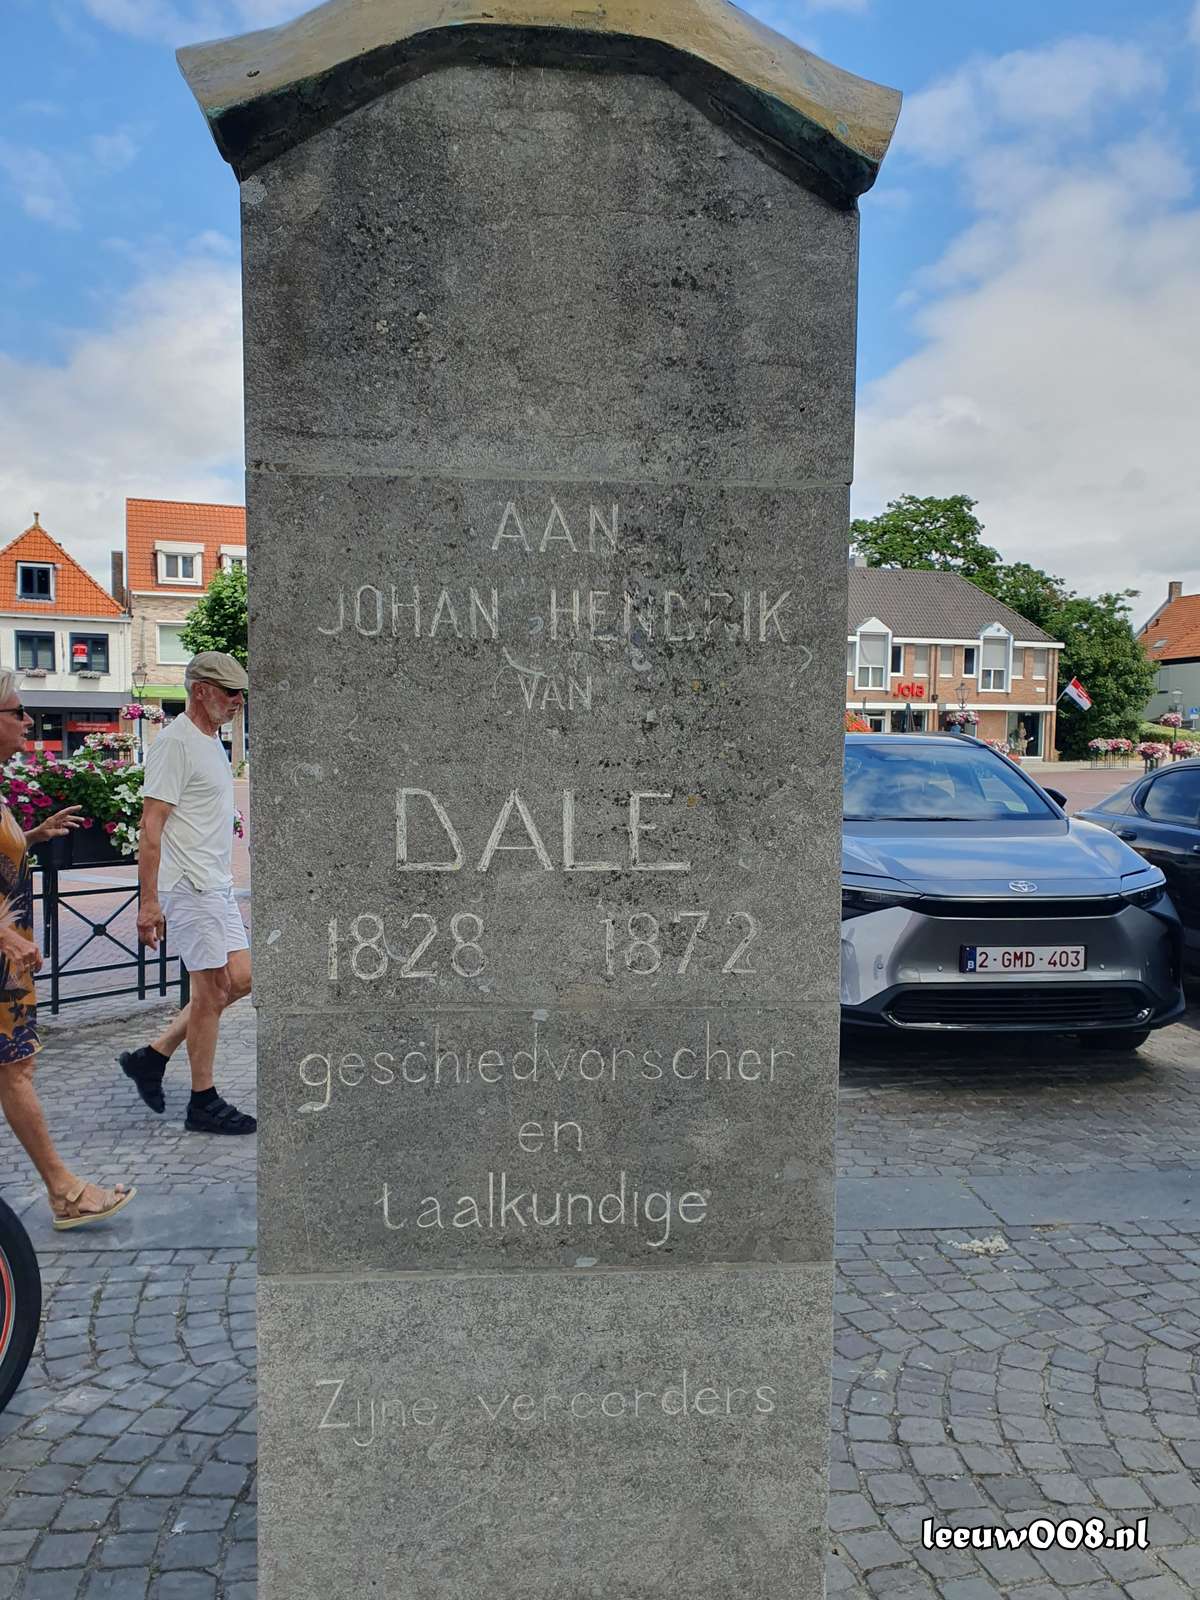 AAN
JOHAN HENDRIK
VAN
DALE
1828 1872
geschiedvorscher
en
taalkundige
Zijne vereerders
Jola
B 2-GMD-403
leeuw008.nl